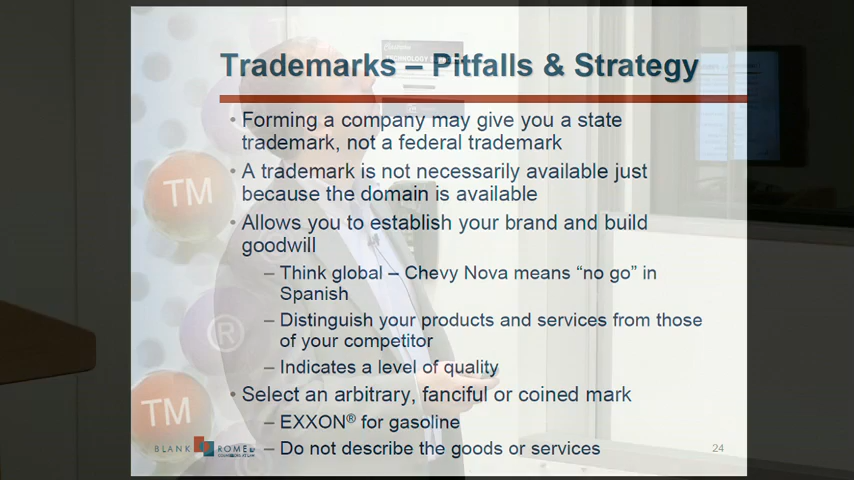 Trademarks – Pitfalls & Strategy
• Forming a company may give you a state
trademark, not a federal trademark
• A trademark is not necessarily available just
because the domain is available
• Allows you to establish your brand and build
goodwill
– Think global – Chevy Nova means “no go” in
Spanish
– Distinguish your products and services from those
of your competitor
– Indicates a level of quality
• Select an arbitrary, fanciful or coined mark
– EXXON® for gasoline
– Do not describe the goods or services
TM
®
TM
BLANK ROME LLP
COUNSELORS AT LAW
24